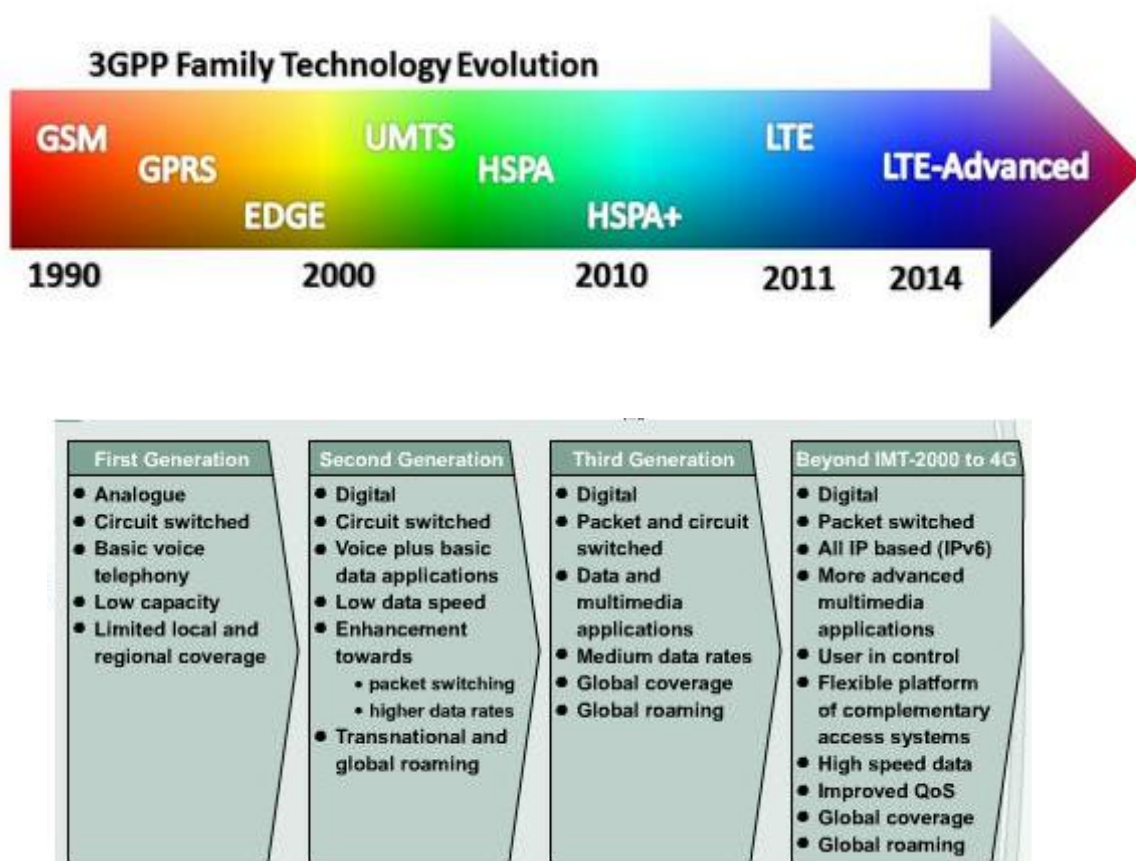 3GPP Family Technology Evolution
GSM
GPRS
EDGE
UMTS
HSPA
HSPA+
LTE
LTE-Advanced
1990
2000
2010
2011
2014
First Generation
● Analogue
● Circuit switched
● Basic voice
telephony
● Low capacity
● Limited local and
regional coverage
Second Generation
● Digital
● Circuit switched
● Voice plus basic
data applications
● Low data speed
● Enhancement
towards
• packet switching
• higher data rates
● Transnational and
global roaming
Third Generation
● Digital
● Packet and circuit
switched
● Data and
multimedia
applications
● Medium data rates
● Global coverage
● Global roaming
Beyond IMT-2000 to 4G
● Digital
● Packet switched
● All IP based (IPv6)
● More advanced
multimedia
applications
● User in control
● Flexible platform
of complementary
access systems
● High speed data
● Improved QoS
● Global coverage
● Global roaming